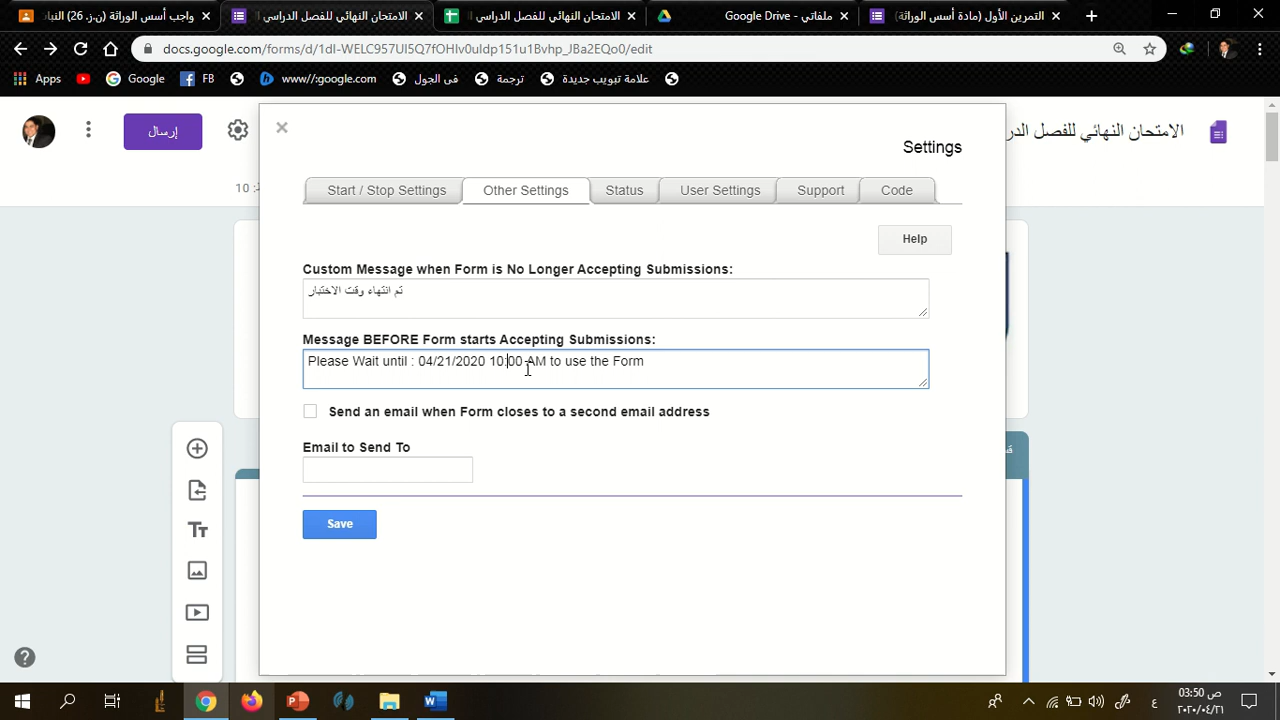 واجب أسس الوراثة (ن.ز. 26) النبا
الامتحان النهائي للفصل الدراسي ا
الامتحان النهائي للفصل الدراسي ا
ملفاتي - Google Drive
التمرين الأول (مادة أسس الوراثة)
docs.google.com/forms/d/1dI-WELC957UI5Q7fOHIv0uIdp151u1Bvhp_JBa2EQo0/edit
Apps
Google
FB
www//:google.com
فى الجول
ترجمة
علامة تبويب جديدة
إرسال
الامتحان النهائي للفصل الدر
10 :
Settings
Start / Stop Settings
Other Settings
Status
User Settings
Support
Code
Help
Custom Message when Form is No Longer Accepting Submissions:
تم انتهاء وقت الاختبار
Message BEFORE Form starts Accepting Submissions:
Please Wait until : 04/21/2020 10:00 AM to use the Form
Send an email when Form closes to a second email address
Email to Send To
Save
ع
03:50 ص
٢٠٢٠/٠٤/٢١